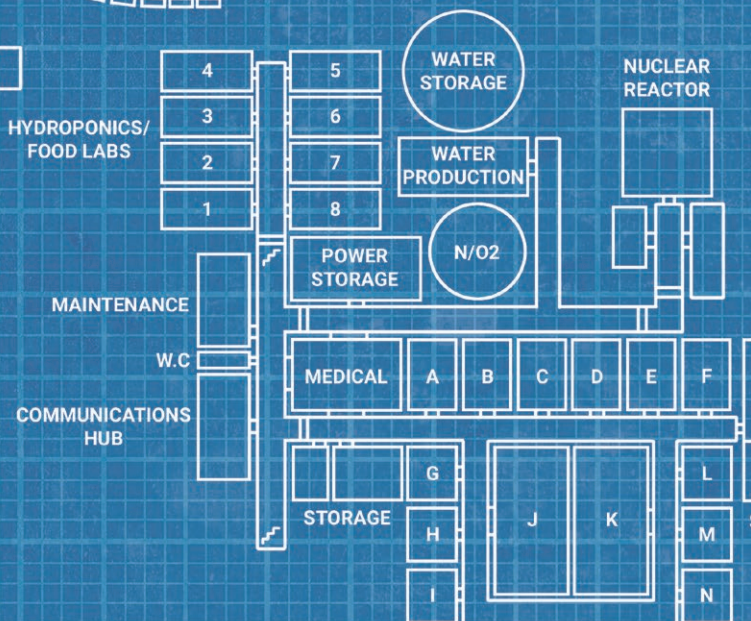 4
5
WATER
STORAGE
NUCLEAR
REACTOR
3
6
HYDROPONICS/
FOOD LABS
2
7
WATER
PRODUCTION
1
8
POWER
STORAGE
N/O2
MAINTENANCE
W.C
MEDICAL
A
B
C
D
E
F
COMMUNICATIONS
HUB
G
L
STORAGE
J
K
H
M
I
N